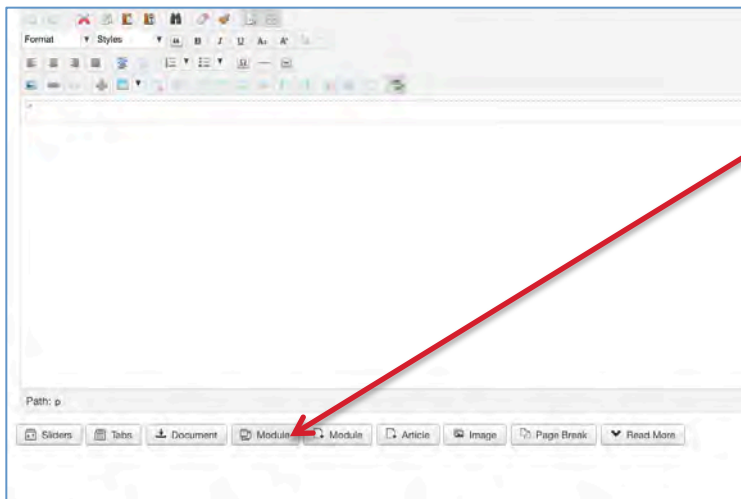 Format Styles B I U
Path: p
Sliders Tabs Document Module Module Article Image Page Break Read More